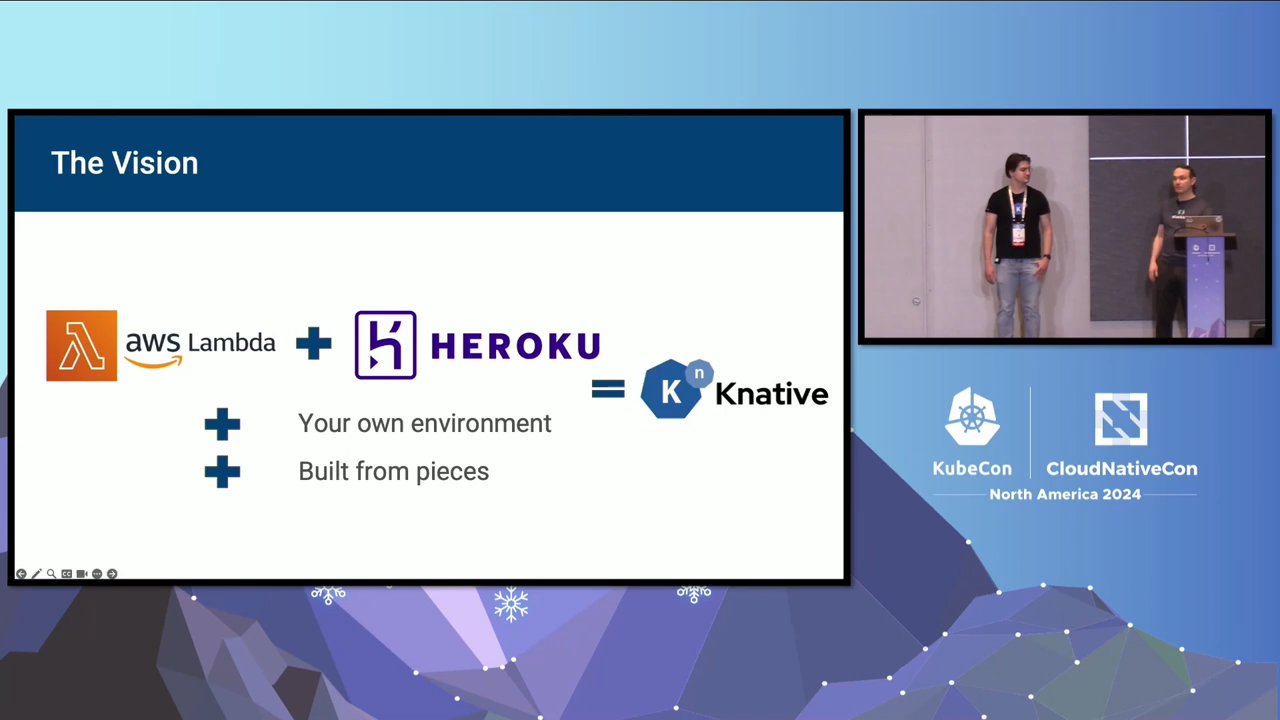 The Vision
aws Lambda
HEROKU
K
n
Knative
Your own environment
Built from pieces
KubeCon
CloudNativeCon
North America 2024